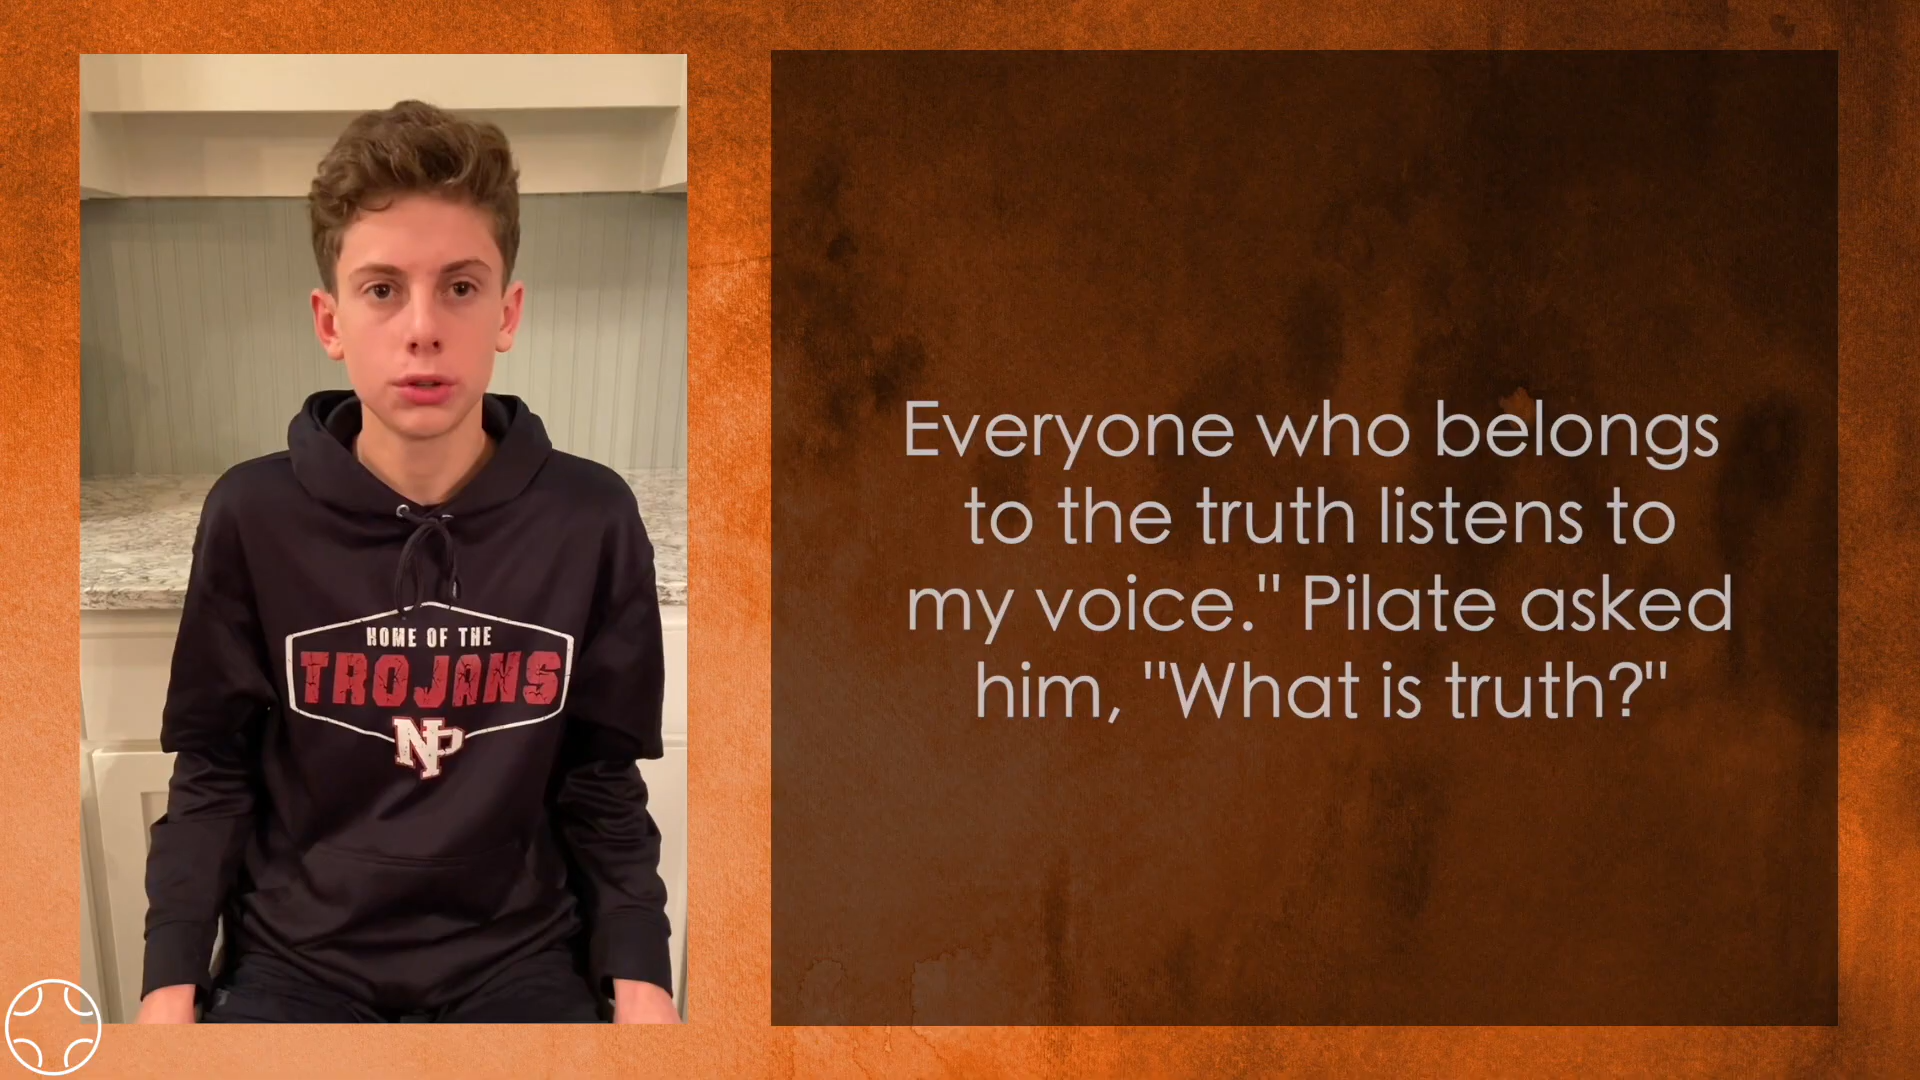 HOME OF THE
TROJANS
NP
Everyone who belongs
to the truth listens to
my voice." Pilate asked
him, "What is truth?"